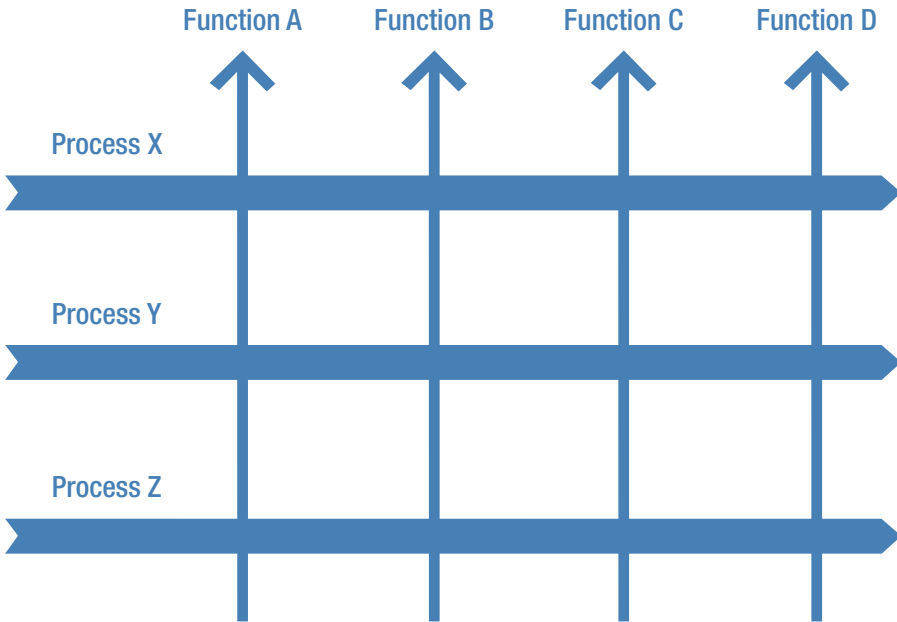 Function A Function B Function C Function D
Process X
Process Y
Process Z